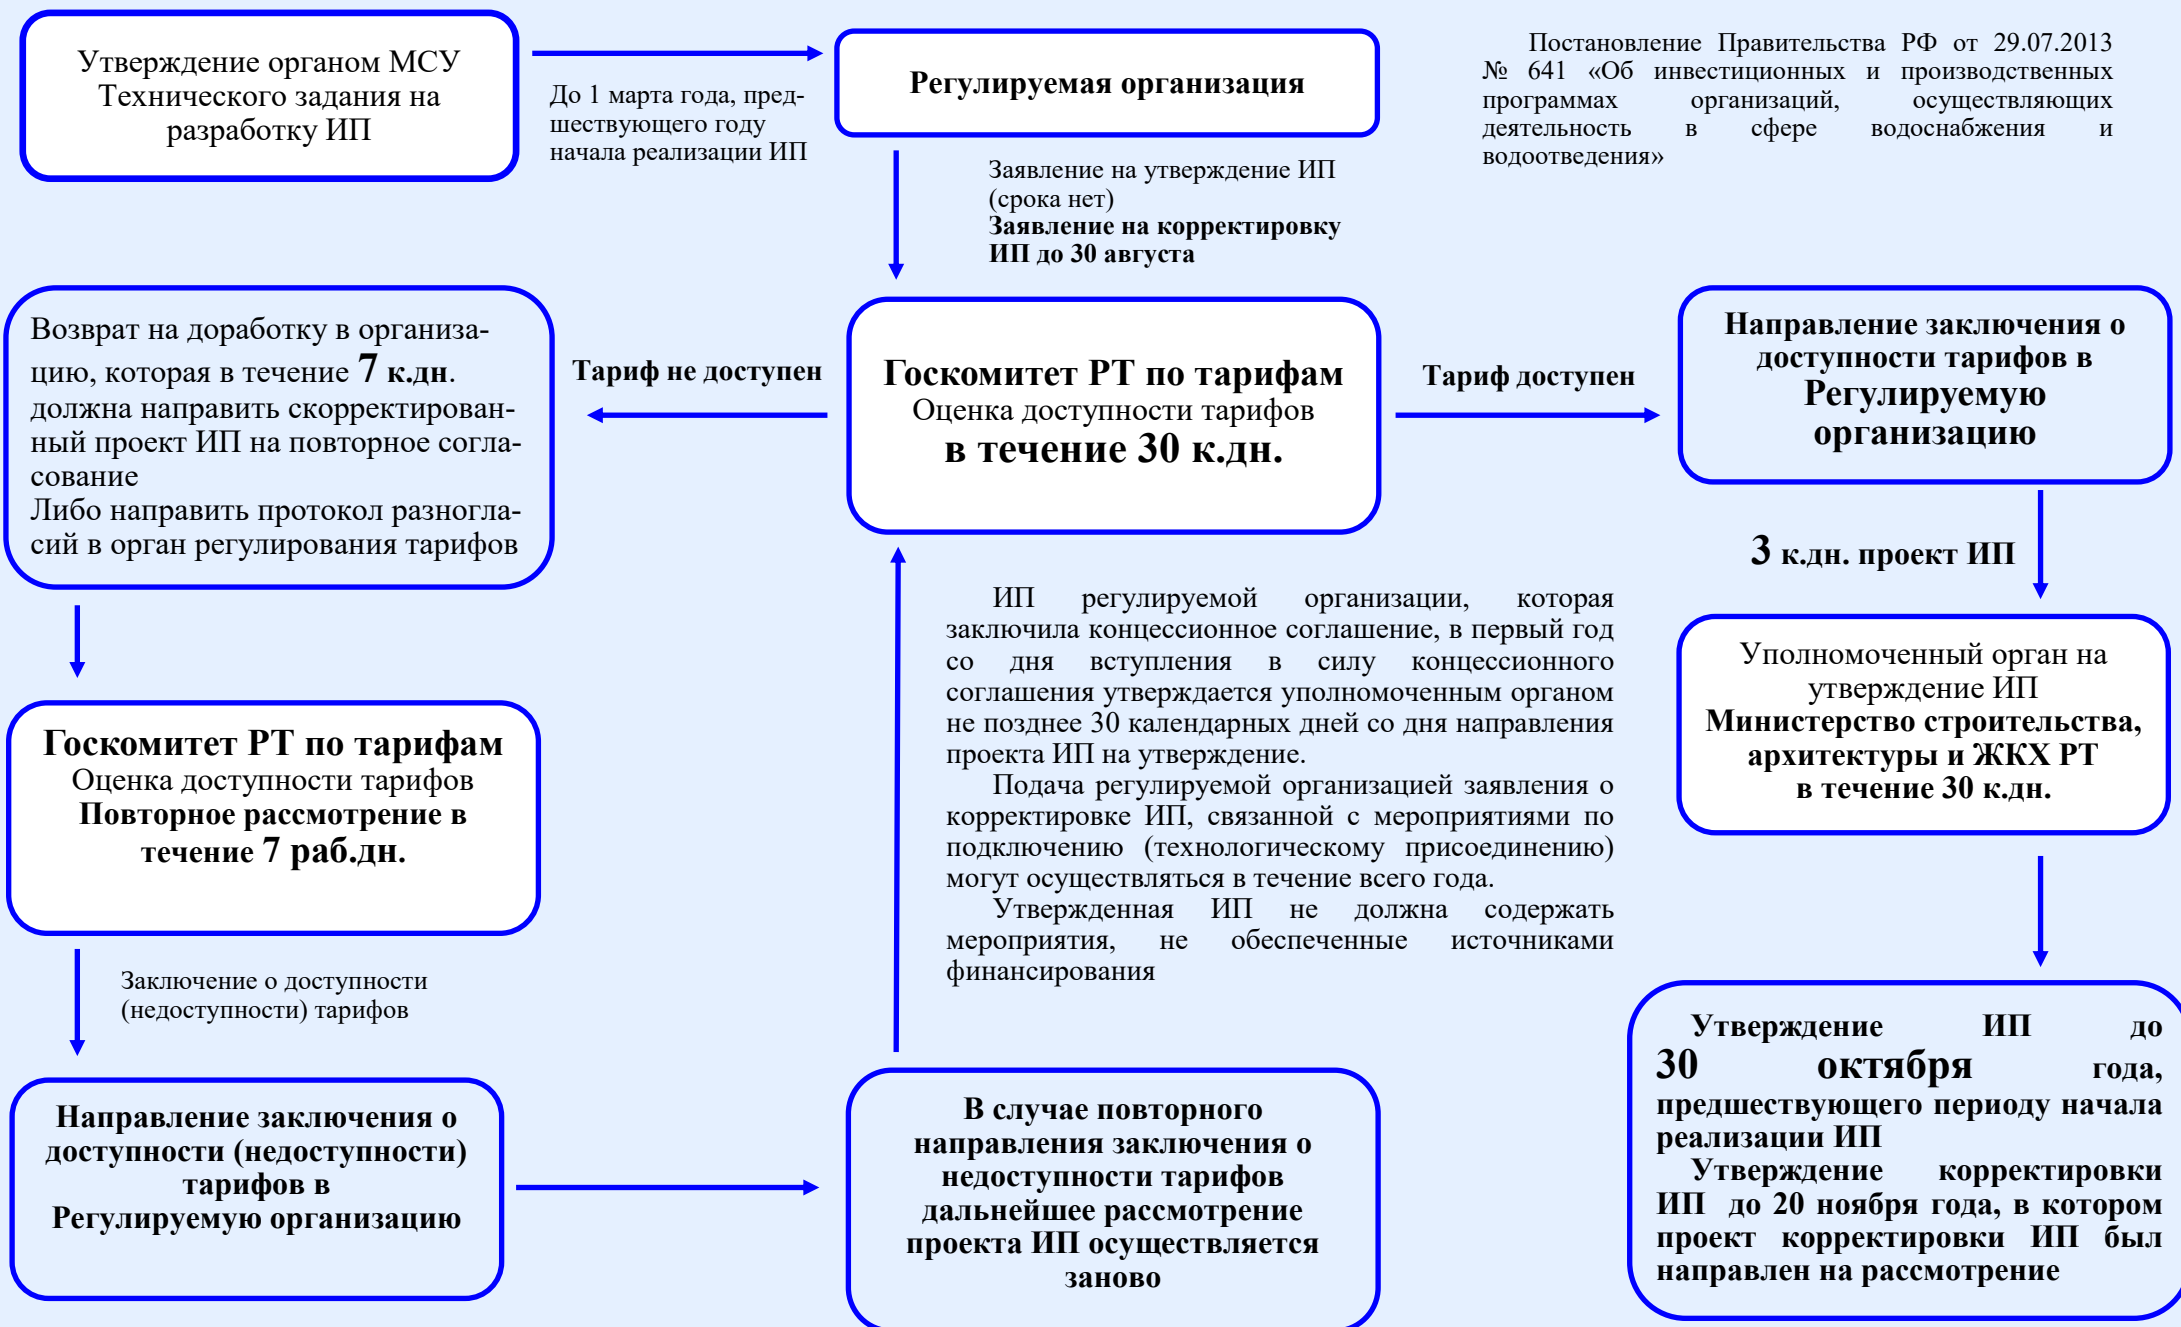 Утверждение органом МСУ
Технического задания на
разработку ИП
До 1 марта года, пред-
шествующего году
начала реализации ИП
Регулируемая организация
Постановление Правительства РФ от 29.07.2013
№ 641 «Об инвестиционных и производственных
программах организаций, осуществляющих
деятельность в сфере водоснабжения и
водоотведения»
Заявление на утверждение ИП
(срока нет)
Заявление на корректировку
ИП до 30 августа
Возврат на доработку в организа-
цию, которая в течение 7 к.дн.
должна направить скорректирован-
ный проект ИП на повторное согла-
сование
Либо направить протокол разногла-
сий в орган регулирования тарифов
Тариф не доступен
Госкомитет РТ по тарифам
Оценка доступности тарифов
в течение 30 к.дн.
Тариф доступен
Направление заключения о
доступности тарифов в
Регулируемую
организацию
3 к.дн. проект ИП
ИП регулируемой организации, которая
заключила концессионное соглашение, в первый год
со дня вступления в силу концессионного
соглашения утверждается уполномоченным органом
не позднее 30 календарных дней со дня направления
проекта ИП на утверждение.
Подача регулируемой организацией заявления о
корректировке ИП, связанной с мероприятиями по
подключению (технологическому присоединению)
могут осуществляться в течение всего года.
Утвержденная ИП не должна содержать
мероприятия, не обеспеченные источниками
финансирования
Уполномоченный орган на
утверждение ИП
Министерство строительства,
архитектуры и ЖКХ РТ
в течение 30 к.дн.
Госкомитет РТ по тарифам
Оценка доступности тарифов
Повторное рассмотрение в
течение 7 раб.дн.
Заключение о доступности
(недоступности) тарифов
Направление заключения о
доступности (недоступности)
тарифов в
Регулируемую организацию
В случае повторного
направления заключения о
недоступности тарифов
дальнейшее рассмотрение
проекта ИП осуществляется
заново
Утверждение ИП до
30 октября года,
предшествующего периоду начала
реализации ИП
Утверждение корректировки
ИП до 20 ноября года, в котором
проект корректировки ИП был
направлен на рассмотрение